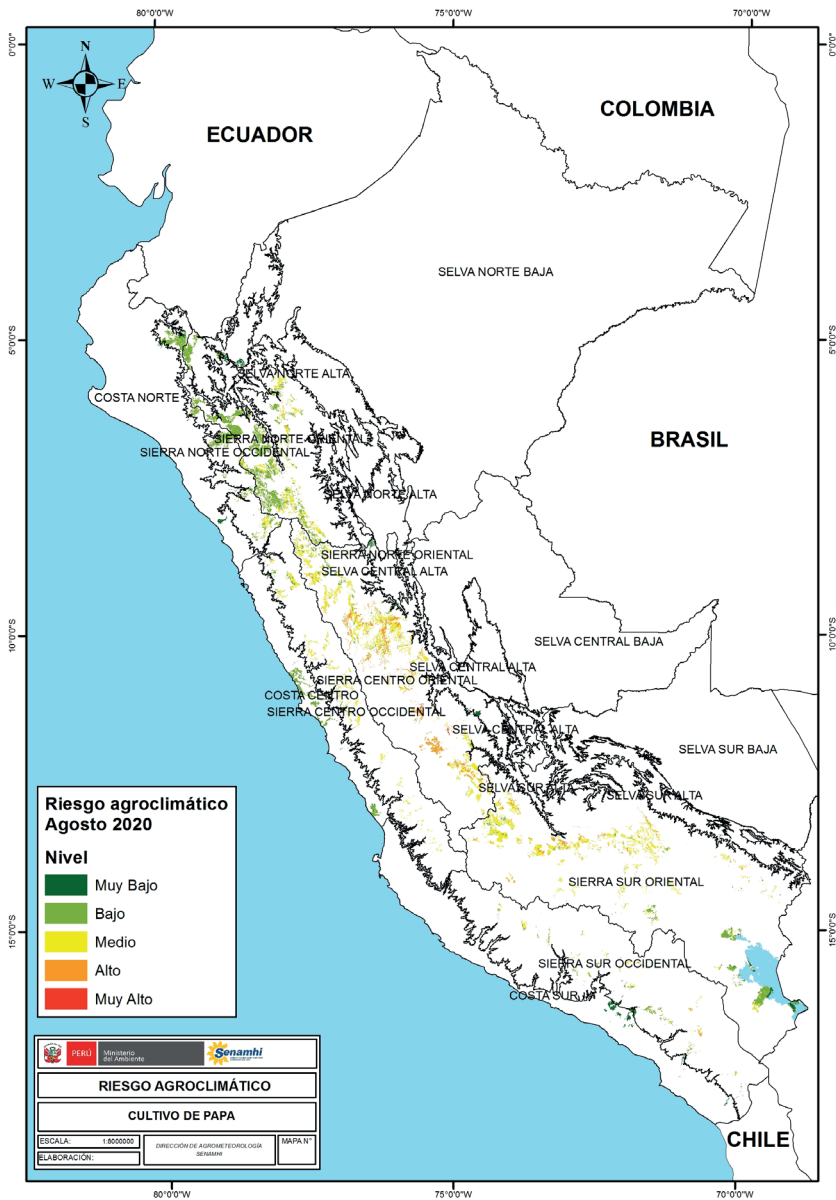 80°0'0"W
75°0'0"W
70°0'0"W
0°0'0"
0°0'0"
N
W
E
S
COLOMBIA
ECUADOR
SELVA NORTE BAJA
5°0'0"S
5°0'0"S
SELVA NORTE ALTA
COSTA NORTE
SIERRA NORTE ORIENTAL
BRASIL
SIERRA NORTE OCCIDENTAL
SELVA NORTE ALTA
SIERRA NORTE ORIENTAL
SELVA CENTRAL ALTA
10°0'0"S
10°0'0"S
SELVA CENTRAL BAJA
SELVA CENTRAL ALTA
SIERRA CENTRO ORIENTAL
COSTA CENTRO
SIERRA CENTRO OCCIDENTAL
SELVA CENTRAL ALTA
SELVA SUR BAJA
SELVA SUR ALTA
SELVA SUR ALTA
SIERRA SUR ORIENTAL
15°0'0"S
15°0'0"S
SIERRA SUR OCCIDENTAL
COSTA SUR
CHILE
Riesgo agroclimático
Agosto 2020
Nivel
Muy Bajo
Bajo
Medio
Alto
Muy Alto
PERÚ
Ministerio
del Ambiente
Senamhi
RIESGO AGROCLIMÁTICO
CULTIVO DE PAPA
ESCALA: 1:6000000
DIRECCIÓN DE AGROMETEOROLOGÍA
SENAMHI
MAPA N°
ELABORACIÓN:
80°0'0"W
75°0'0"W
70°0'0"W